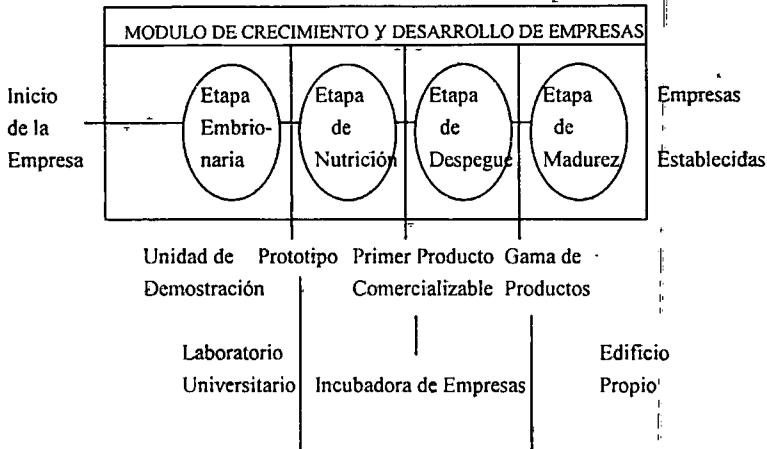 MODULO DE CRECIMIENTO Y DESARROLLO DE EMPRESAS
Inicio
de la
Empresa
Etapa
Embrio-
naria
Etapa
de
Nutrición
Etapa
de
Despegue
Etapa
de
Madurez
Empresas
Establecidas
Unidad de
Demostración
Prototipo
Primer Producto
Comercializable
Gama de
Productos
Laboratorio
Universitario
Incubadora de Empresas
Edificio
Propio